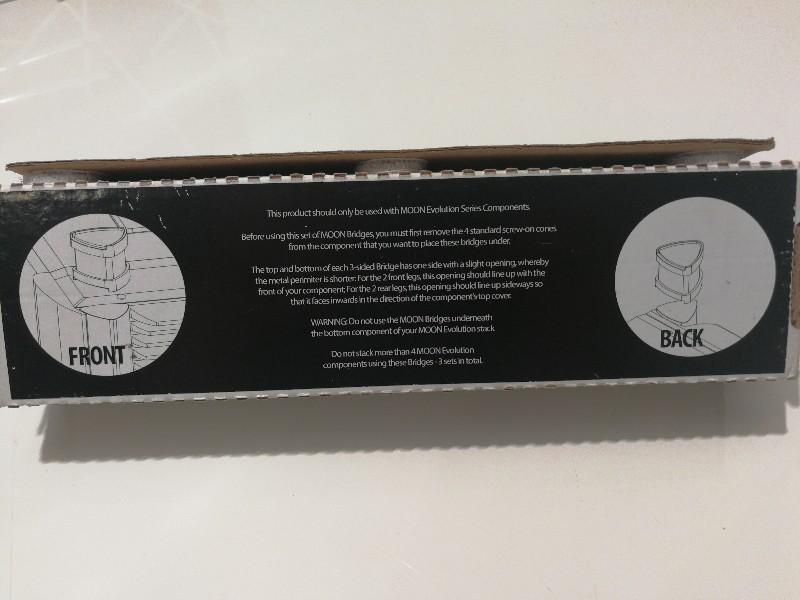 This product should only be used with MOON Evolution Series Components.
Before using this set of MOON Bridges, you must first remove the 4 standard screw-on cones
from the component that you want to place these bridges under.
The top and bottom of each 3-sided Bridge has one side with a slight opening, whereby
the metal perimiter is shorter: For the 2 front legs, this opening should line up with the
front of your component; For the 2 rear legs, this opening should line up sideways so
that it faces inwards in the direction of the component's top cover.
WARNING: Do not use the MOON Bridges underneath
the bottom component of your MOON Evolution stack
Do not stack more than 4 MOON Evolution
components using these Bridges - 3 sets in total.
FRONT
BACK